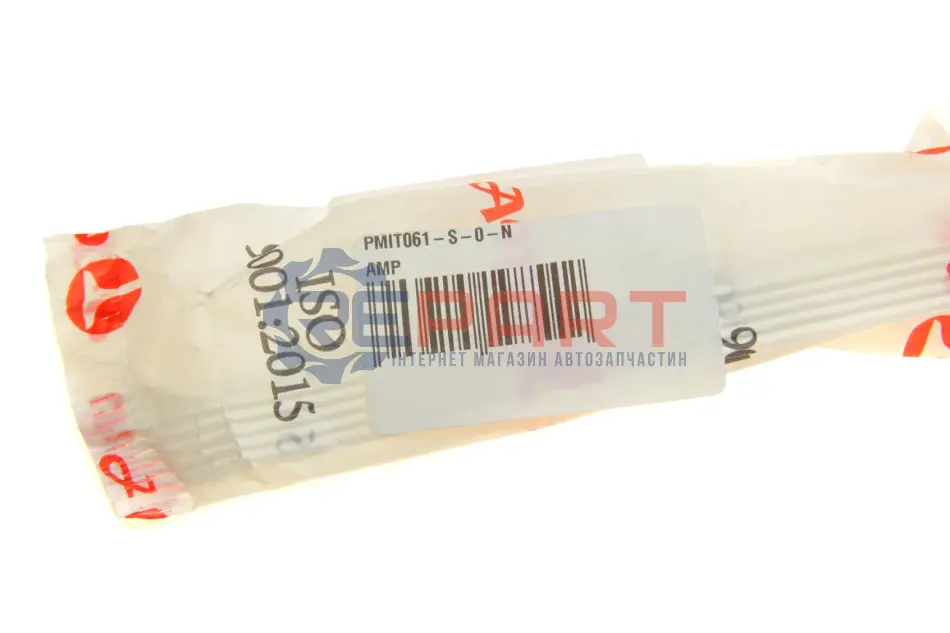 PMIT061-S-0-N
AMP
EPART
ІНТЕРНЕТ МАГАЗИН АВТОЗАПЧАСТИН
ISO
9001:2015